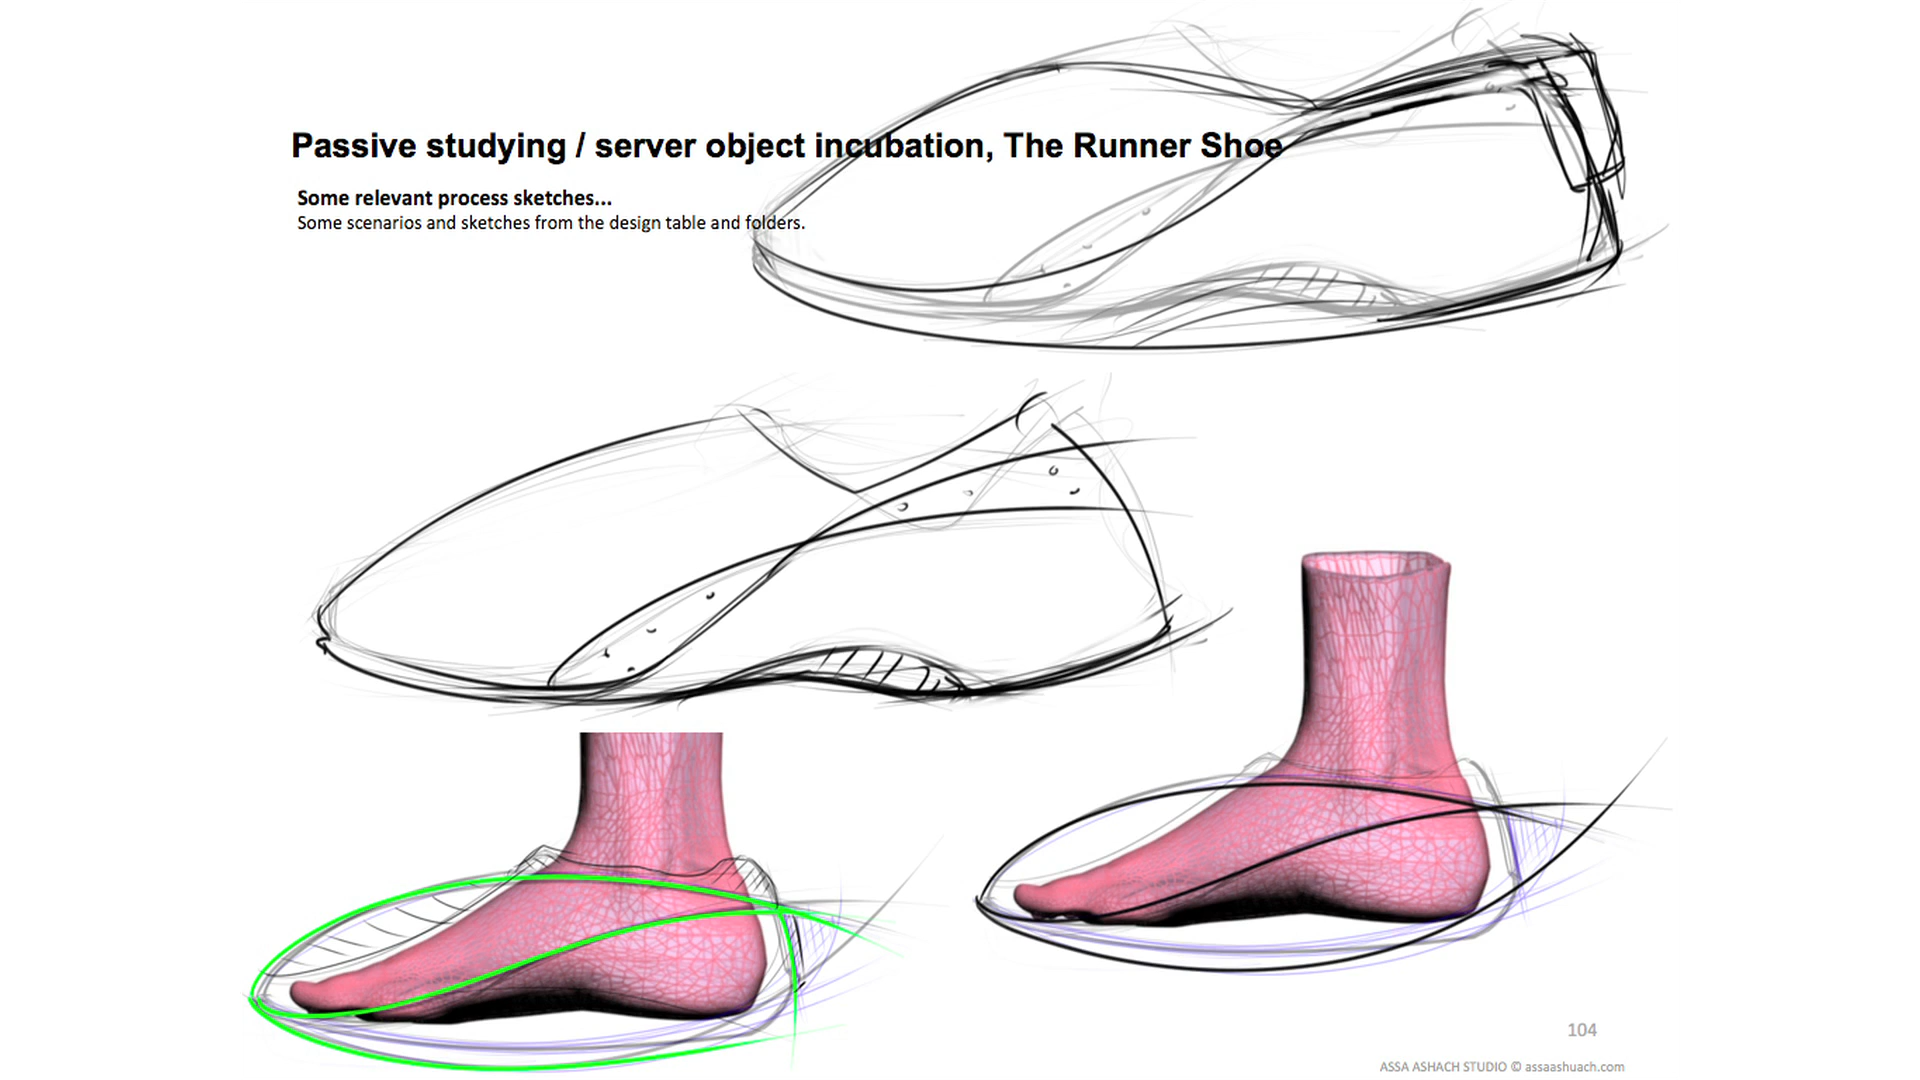 Passive studying / server object incubation, The Runner Shoe
Some relevant process sketches...
Some scenarios and sketches from the design table and folders.
104
ASSA ASHACH STUDIO © assaashuach.com